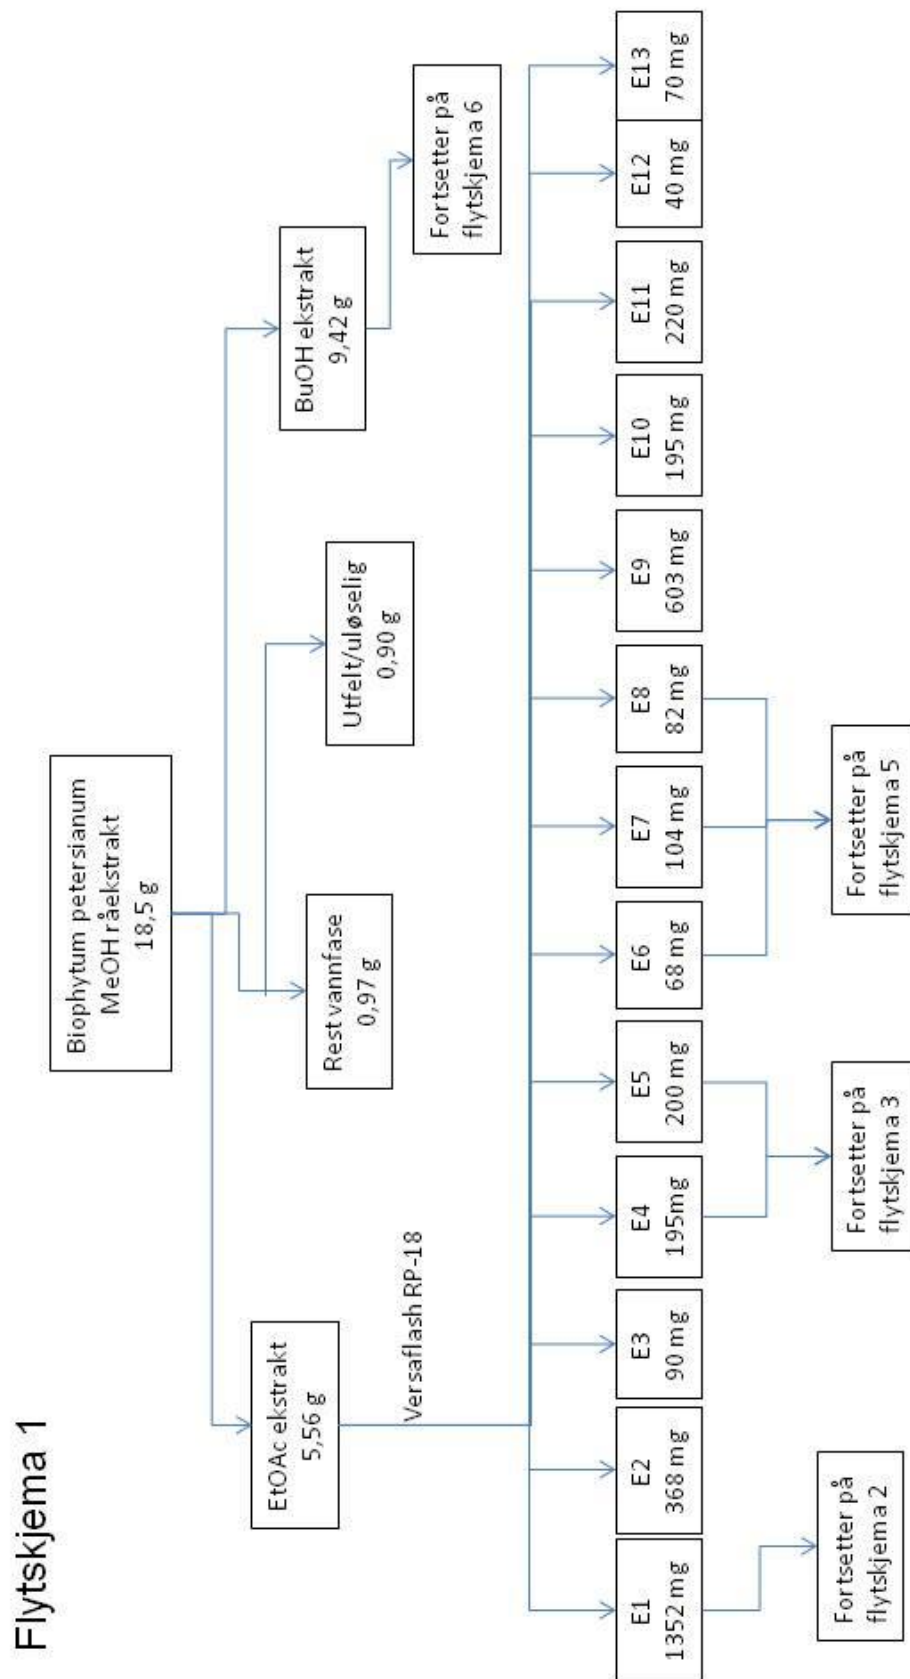 Flytskjema 1
Biophytum petersianum
MeOH råekstrakt
18,5 g
EtOAc ekstrakt
5,56 g
Rest vannfase
0,97 g
Utfelt/uløselig
0,90 g
BuOH ekstrakt
9,42 g
Fortsetter på
flytskjema 6
Versaflash RP-18
E1
1352 mg
E2
368 mg
E3
90 mg
E4
195mg
E5
200 mg
E6
68 mg
E7
104 mg
E8
82 mg
E9
603 mg
E10
195 mg
E11
220 mg
E12
40 mg
E13
70 mg
Fortsetter på
flytskjema 2
Fortsetter på
flytskjema 3
Fortsetter på
flytskjema 5